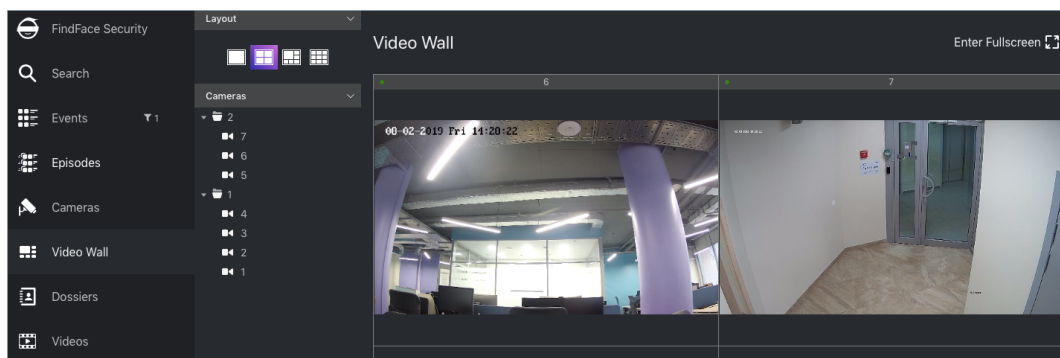 FindFace Security
Search
Events 1
Episodes
Cameras
Video Wall
Dossiers
Videos
Layout
Cameras
2
7
6
5
1
4
3
2
1
Video Wall
Enter Fullscreen
6
7
08-02-2019 Fri 14:20:22